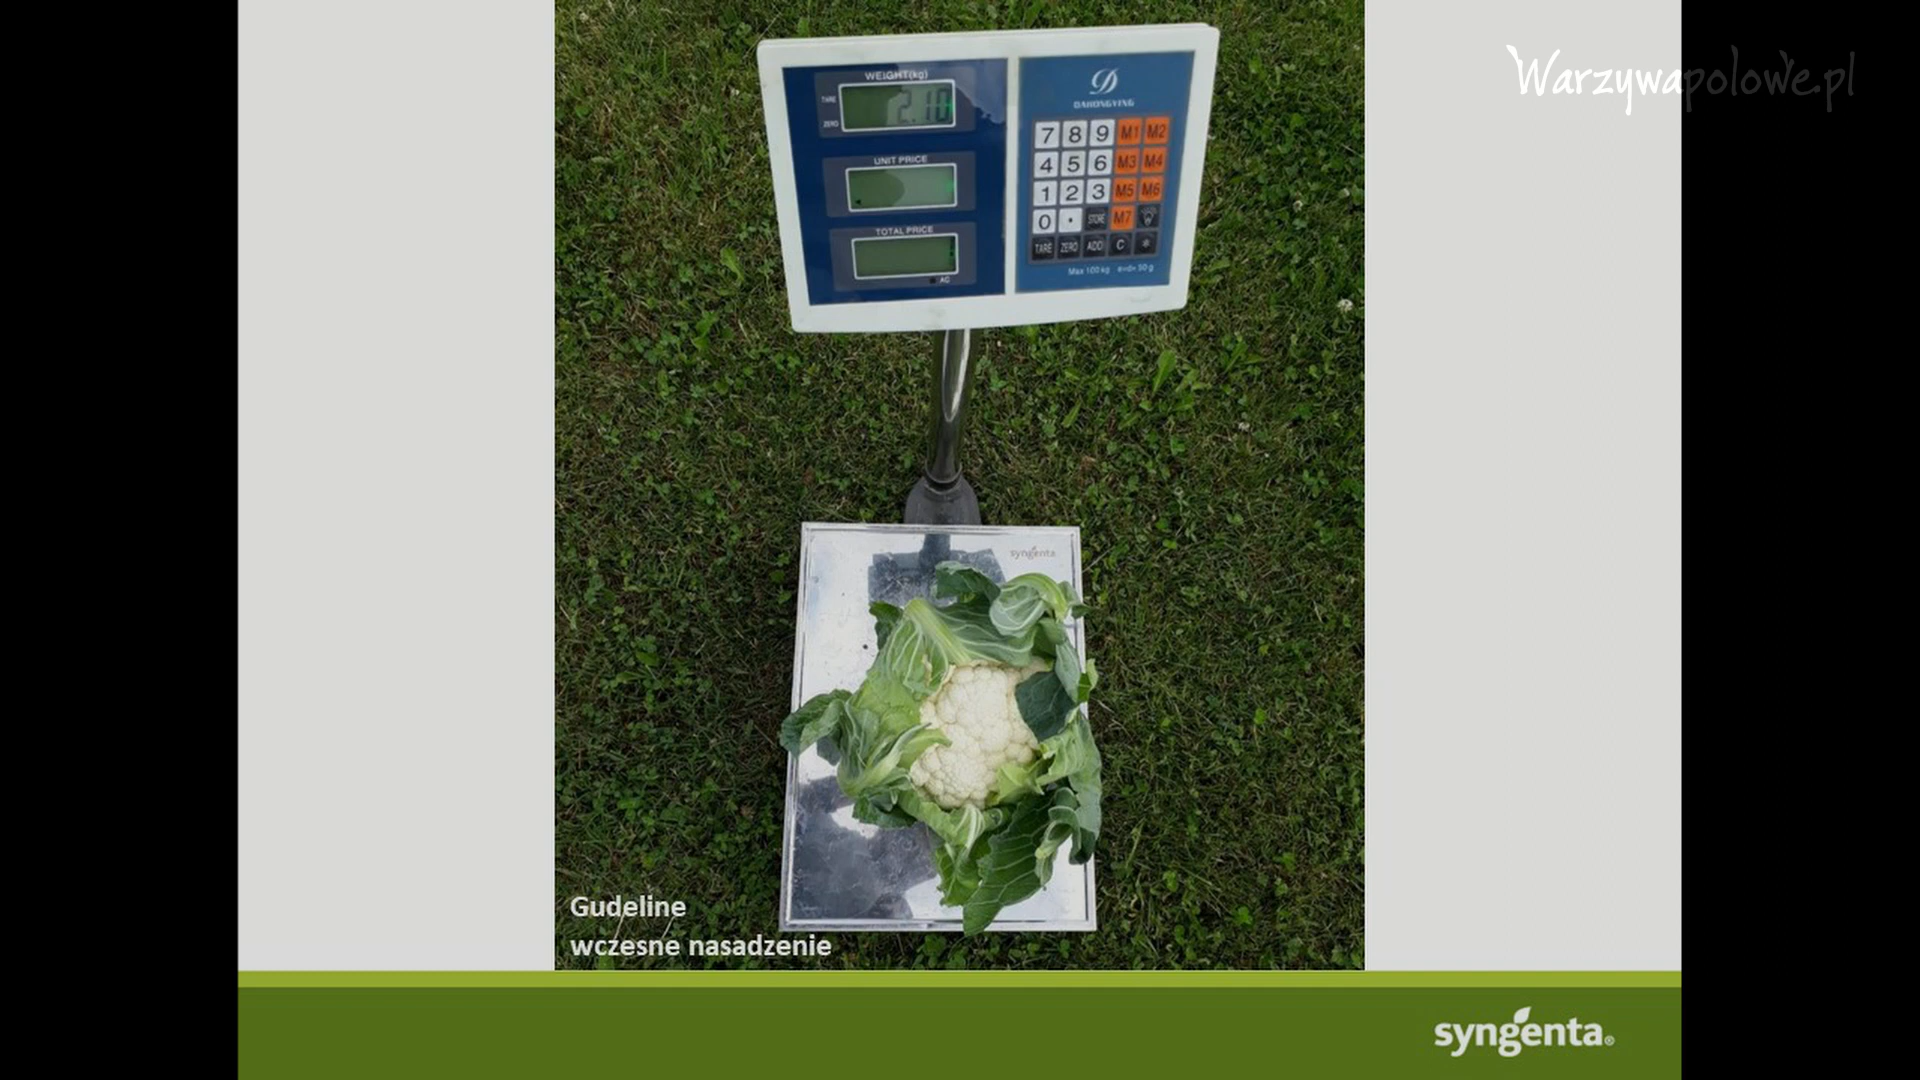 Warzywapolowe.pl
WEIGHT(kg)
TARE
2.10
ZERO
UNIT PRICE
TOTAL PRICE
AC
DAHONGYING
7 8 9 M1 M2
4 5 6 M3 M4
1 2 3 M5 M6
0 . STORE M7
TARE ZERO ADD C *
Max 100 kg e=d= 50 g
syngenta
Gudeline
wczesne nasadzenie
syngenta®